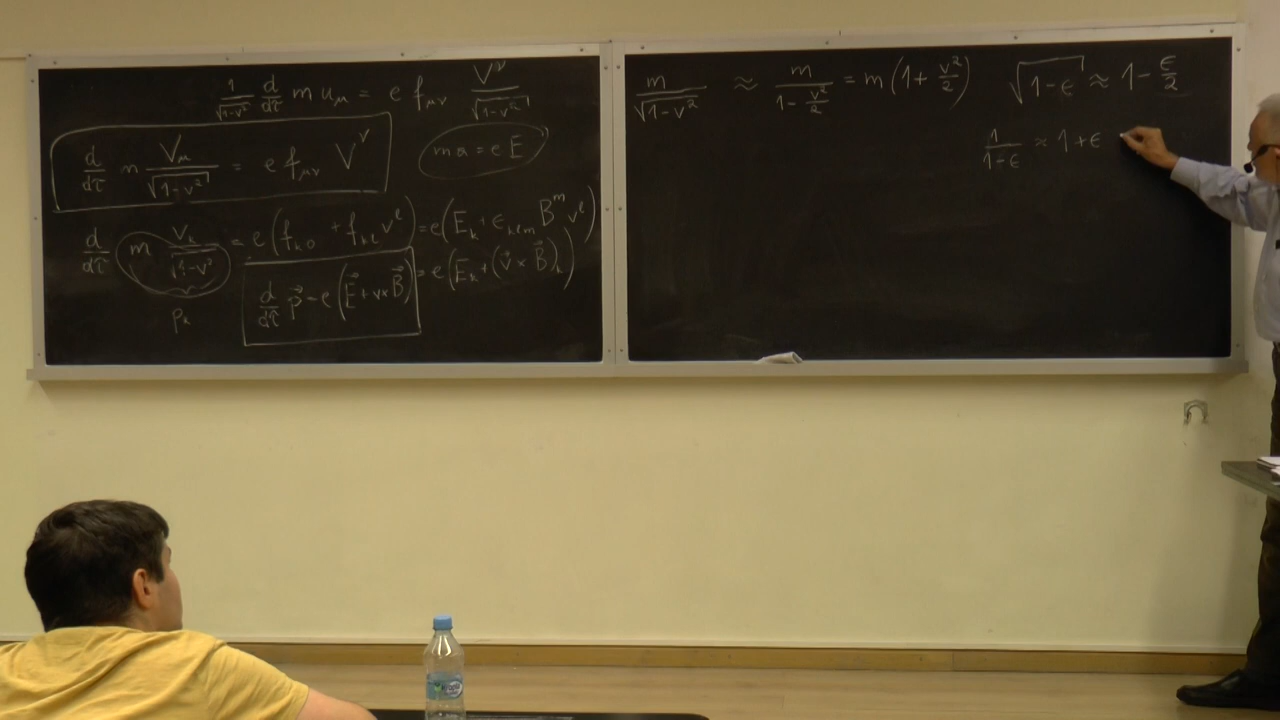 1/√(1-v²) d/dτ m u_μ = e f_μν V^ν/√(1-v²)
d/dτ m V_μ/√(1-v²) = e f_μν V^ν
m a = e E
d/dτ m V_k/√(1-v²) = e(f_k0 + f_kl v^l) = e(E_k + ϵ_klm B^m v^l)
d/dτ p⃗ = e(E⃗ + v×B⃗) = e(E_k + (v⃗ × B⃗)_k)
p_k
m/√(1-v²) ≈ m/(1-v²/2) = m(1+v²/2) √(1-ϵ) ≈ 1-ϵ/2
1/(1-ϵ) ≈ 1+ϵ